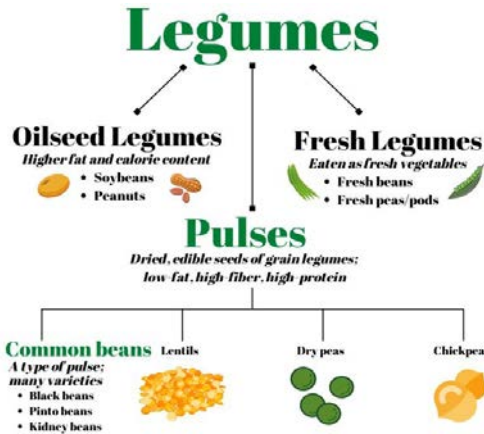 Legumes
Oilseed Legumes
Higher fat and calorie content
• Soybeans
• Peanuts
Fresh Legumes
Eaten as fresh vegetables
• Fresh beans
• Fresh peas/pods
Pulses
Dried, edible seeds of grain legumes;
low-fat, high-fiber, high-protein
Common beans
A type of pulse;
many varieties
• Black beans
• Pinto beans
• Kidney beans
Lentils
Dry peas
Chickpea